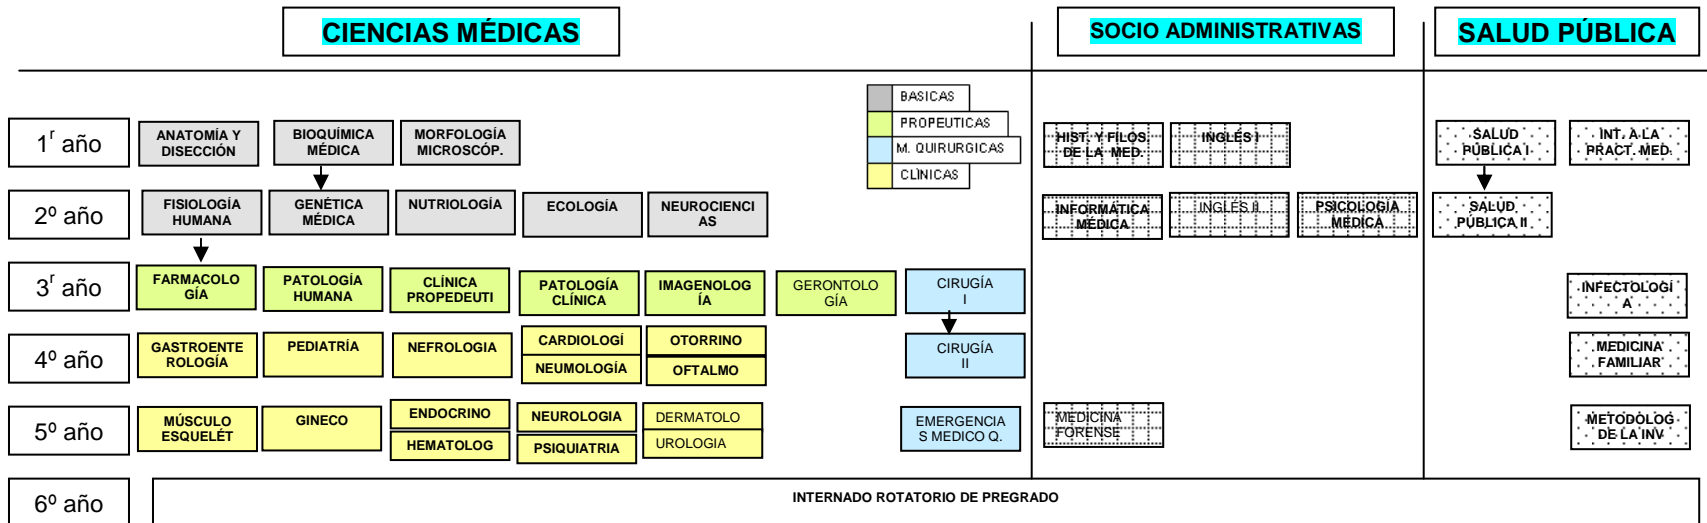 CIENCIAS MÉDICAS
SOCIO ADMINISTRATIVAS
SALUD PÚBLICA
BASICAS
PROPEUTICAS
M. QUIRURGICAS
CLINICAS
1r año
ANATOMÍA Y
DISECCIÓN
BIOQUÍMICA
MÉDICA
MORFOLOGÍA
MICROSCÓP.
HIST. Y FILOS.
DE LA MED.
INGLÉS I
SALUD
PÚBLICA I
INT. A LA
PRACT. MED.
2º año
FISIOLOGÍA
HUMANA
GENÉTICA
MÉDICA
NUTRIOLOGÍA
ECOLOGÍA
NEUROCIENCI
AS
INFORMÁTICA
MÉDICA
INGLÉS II
PSICOLOGÍA
MEDICA
SALUD
PÚBLICA II
3r año
FARMACOLO
GÍA
PATOLOGÍA
HUMANA
CLÍNICA
PROPEDEUTI
PATOLOGÍA
CLÍNICA
IMAGENOLOG
ÍA
GERONTOLO
GÍA
CIRUGÍA
I
INFECTOLOGÍ
A
4º año
GASTROENTE
ROLOGÍA
PEDIATRÍA
NEFROLOGIA
CARDIOLOGÍ
NEUMOLOGÍA
OTORRINO
OFTALMO
CIRUGÍA
II
MEDICINA
FAMILIAR
5º año
MÚSCULO
ESQUELÉT
GINECO
ENDOCRINO
HEMATOLOG
NEUROLOGIA
PSIQUIATRIA
DERMATOLO
UROLOGIA
EMERGENCIA
S MEDICO Q.
MEDICINA
FORENSE
METODOLOG
DE LA INV
6º año
INTERNADO ROTATORIO DE PREGRADO